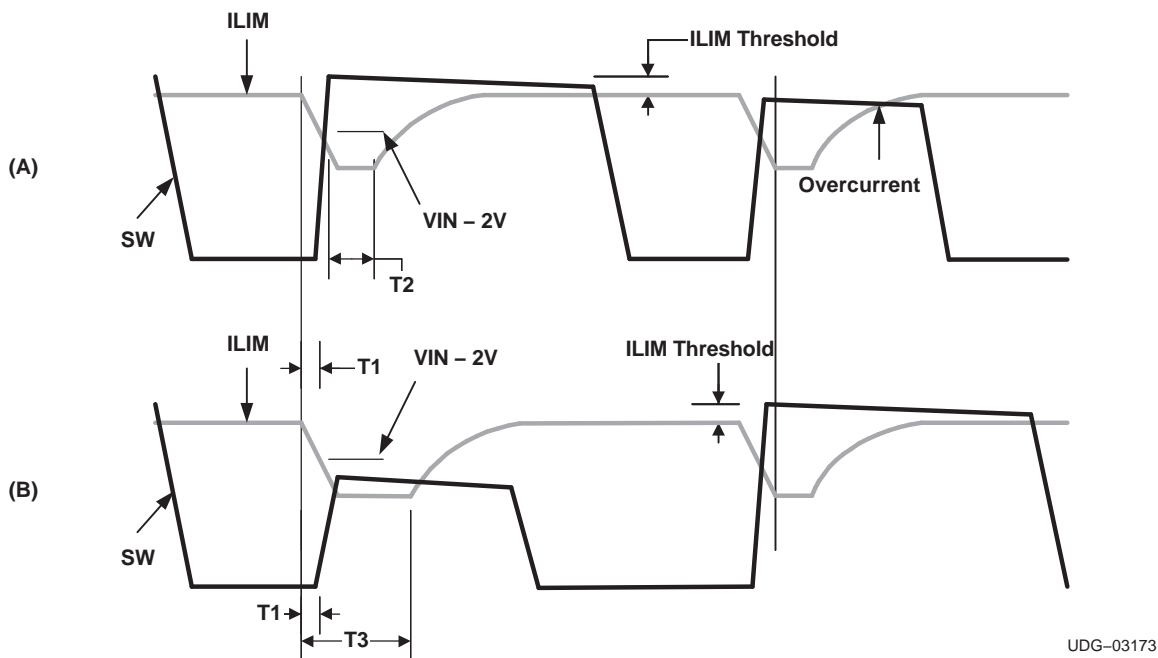 ILIM
ILIM Threshold
(A)
Overcurrent
VIN – 2V
SW
T2
ILIM
T1
VIN – 2V
ILIM Threshold
(B)
SW
T1
T3
UDG–03173